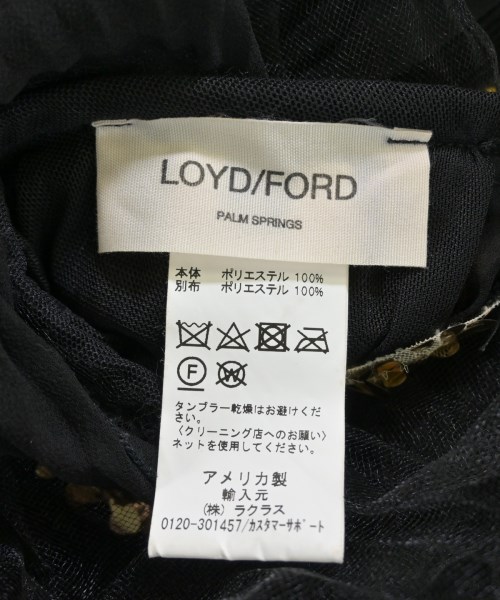 LOYD/FORD
PALM SPRINGS
本体 ポリエステル 100%
別布 ポリエステル 100%
F W
タンブラー乾燥はお避けくだ
さい。
〈クリーニング店へのお願い〉
ネットを使用してください。
アメリカ製
輸入元
(株) ラクラス
0120-301457/カスタマーサポート